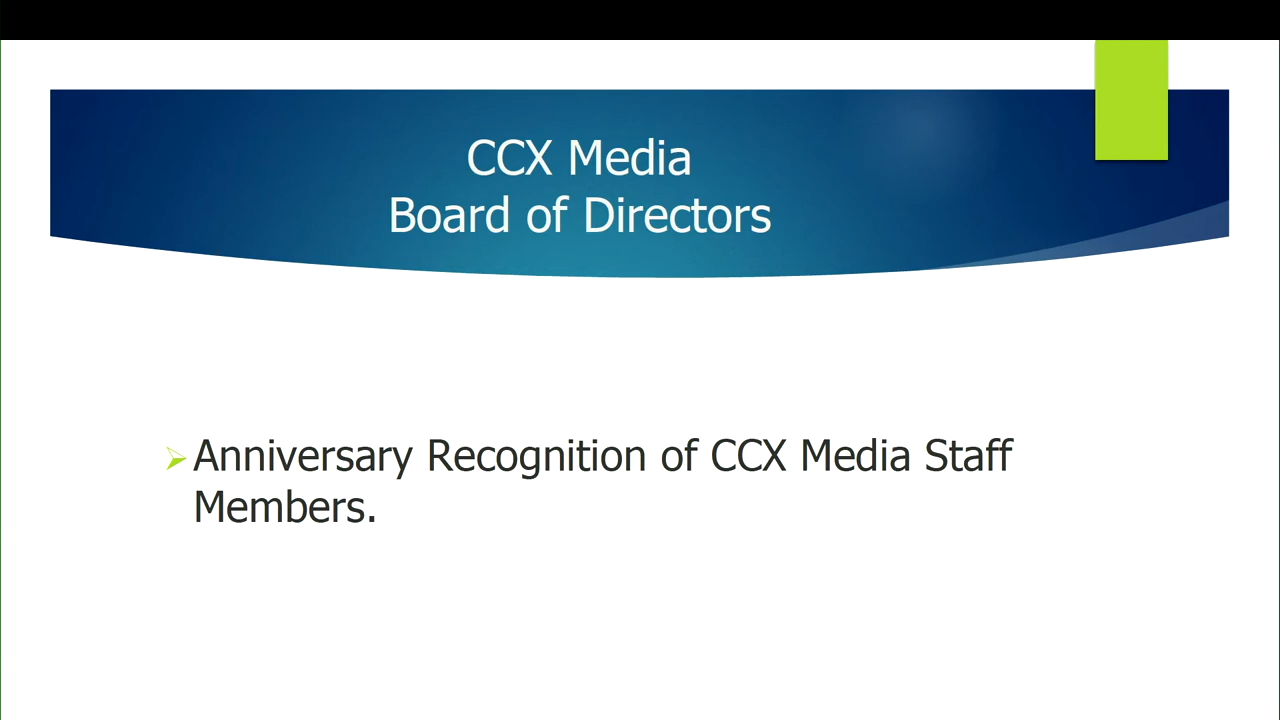 CCX Media
Board of Directors
Anniversary Recognition of CCX Media Staff
Members.